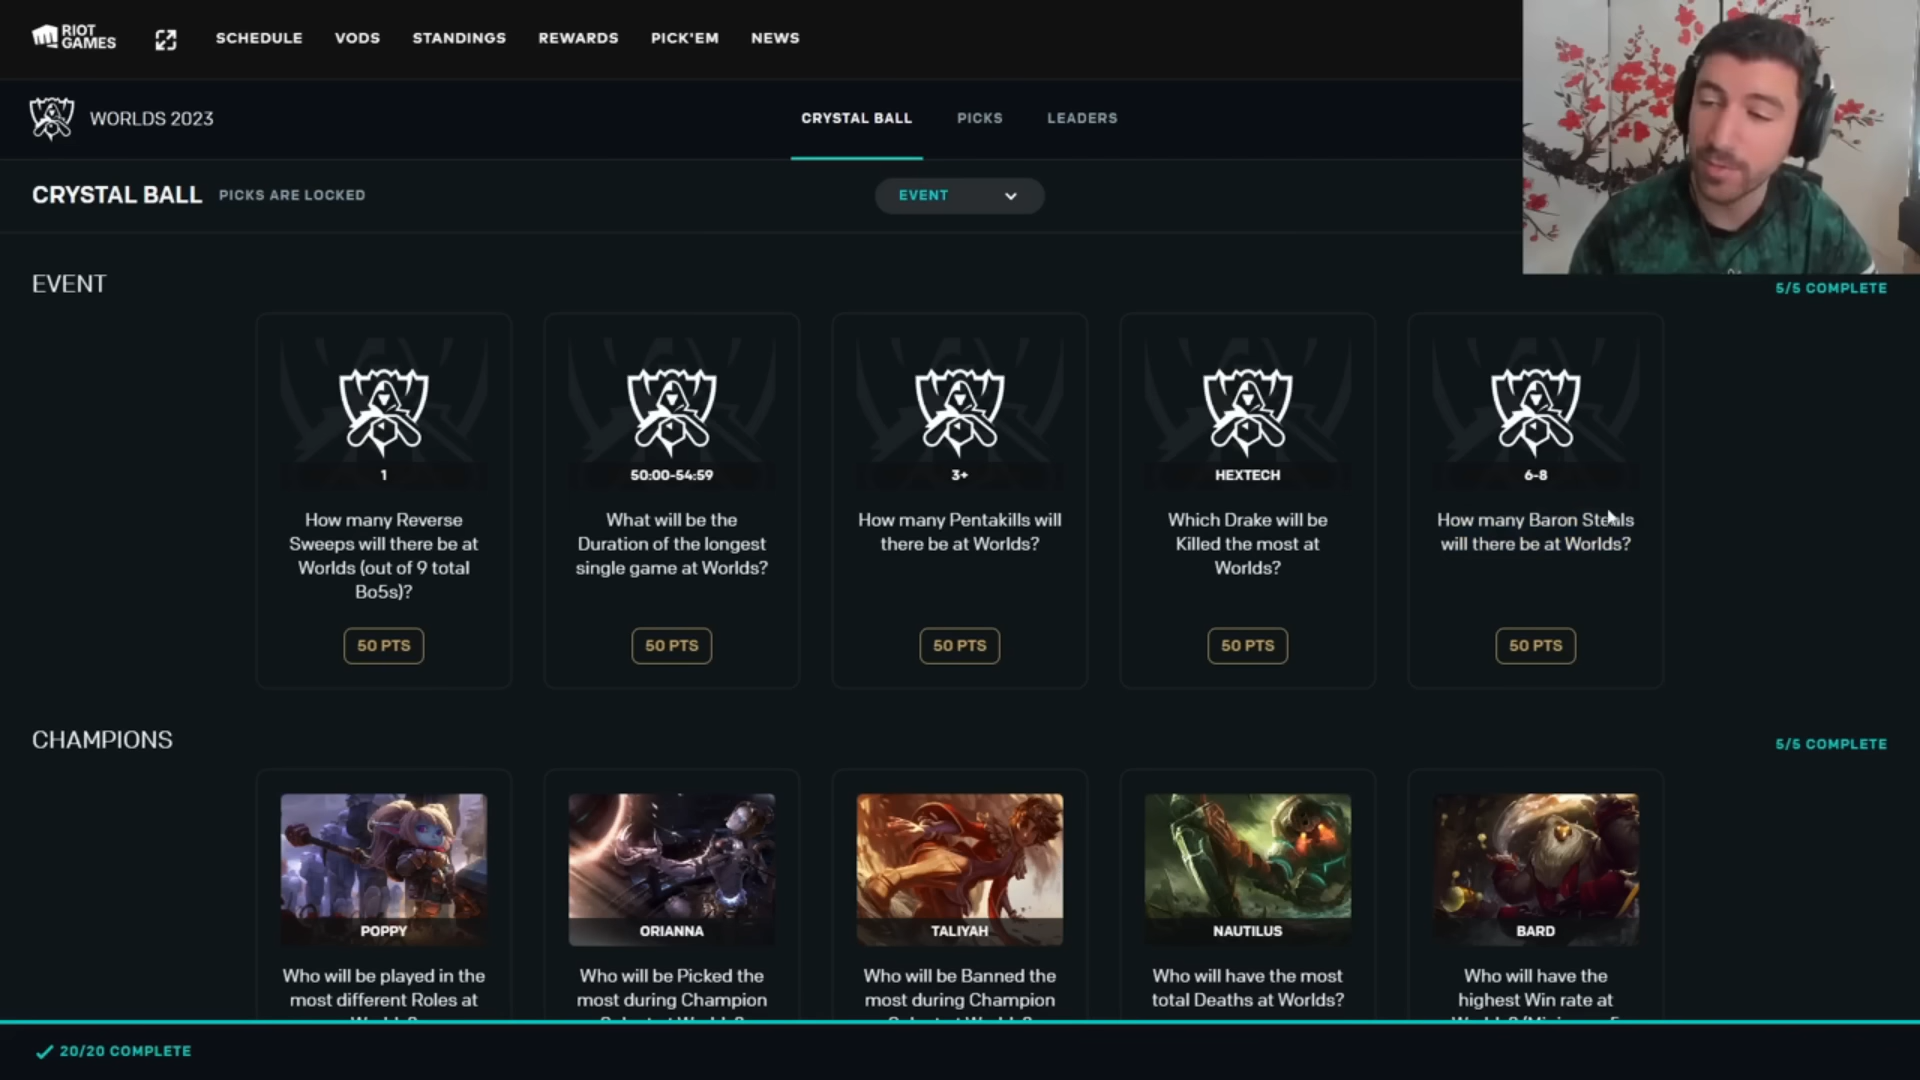 RIOT
GAMES
SCHEDULE
VODS
STANDINGS
REWARDS
PICK'EM
NEWS
WORLDS 2023
CRYSTAL BALL
PICKS
LEADERS
CRYSTAL BALL
PICKS ARE LOCKED
EVENT
EVENT
5/5 COMPLETE
1
How many Reverse
Sweeps will there be at
Worlds (out of 9 total
Bo5s)?
50 PTS
50:00-54:59
What will be the
Duration of the longest
single game at Worlds?
50 PTS
3+
How many Pentakills will
there be at Worlds?
50 PTS
HEXTECH
Which Drake will be
Killed the most at
Worlds?
50 PTS
6-8
How many Baron Steals
will there be at Worlds?
50 PTS
CHAMPIONS
5/5 COMPLETE
POPPY
Who will be played in the
most different Roles at
ORIANNA
Who will be Picked the
most during Champion
TALIYAH
Who will be Banned the
most during Champion
NAUTILUS
Who will have the most
total Deaths at Worlds?
BARD
Who will have the
highest Win rate at
20/20 COMPLETE